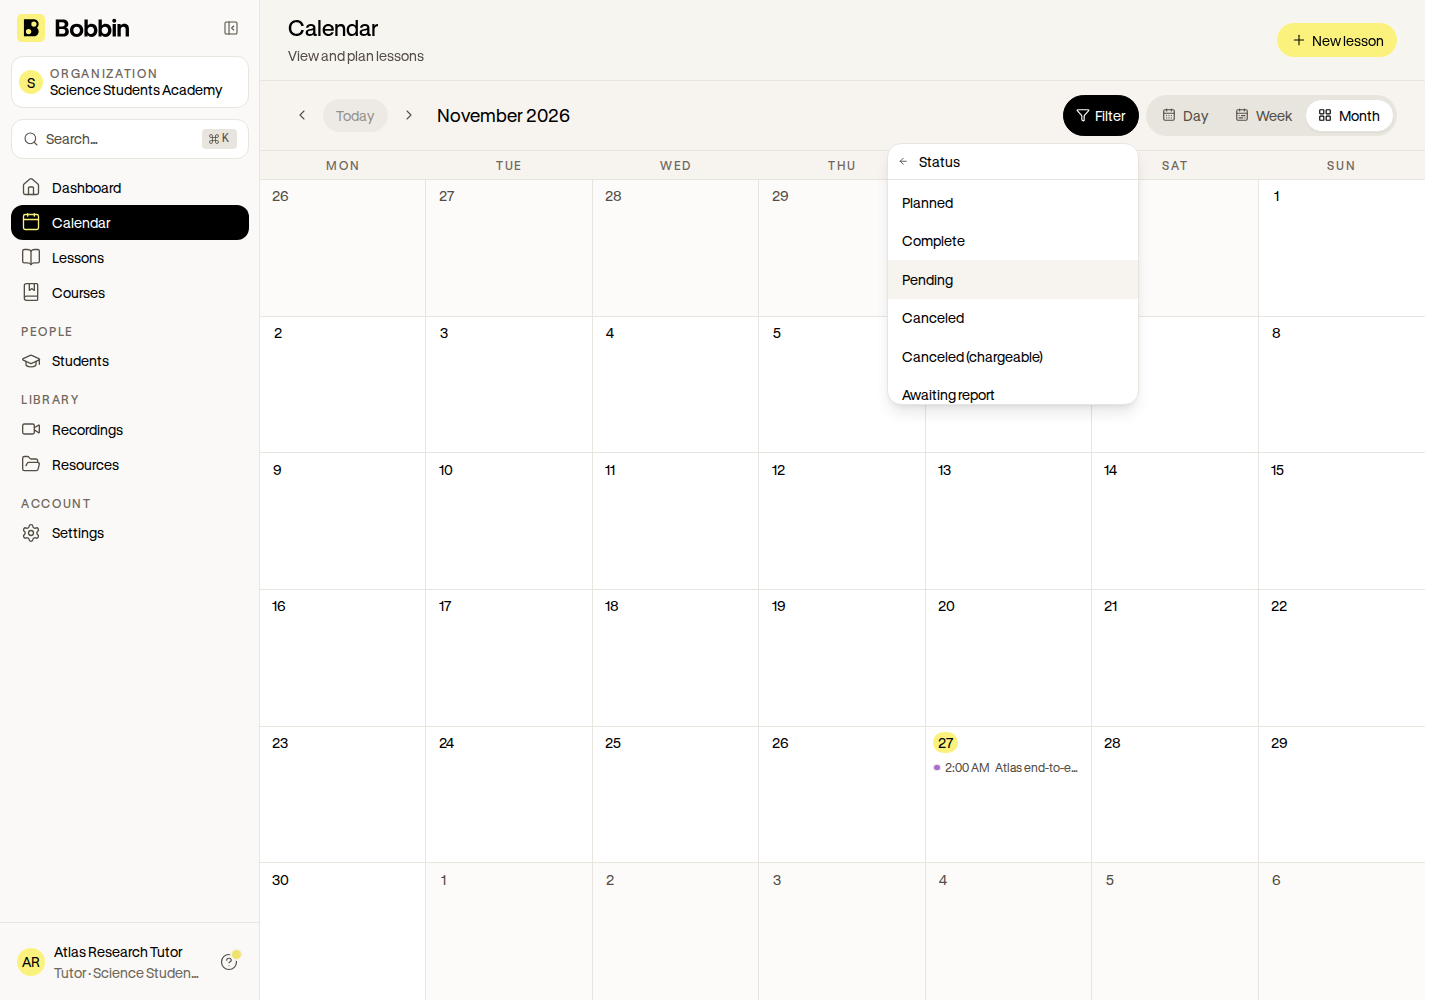 Bobbin
ORGANIZATION
S
Science Students Academy
Search...
⌘ K
Dashboard
Calendar
Lessons
Courses
PEOPLE
Students
LIBRARY
Recordings
Resources
ACCOUNT
Settings
AR
Atlas Research Tutor
Tutor · Science Studen...
Calendar
View and plan lessons
New lesson
Today
November 2026
Filter
Day
Week
Month
MON TUE WED THU SAT SUN
Status
Planned
Complete
Pending
Canceled
Canceled (chargeable)
Awaiting report
26 27 28 29 1
2 3 4 5 8
9 10 11 12 13 14 15
16 17 18 19 20 21 22
23 24 25 26 27 28 29
2:00 AM Atlas end-to-e...
30 1 2 3 4 5 6